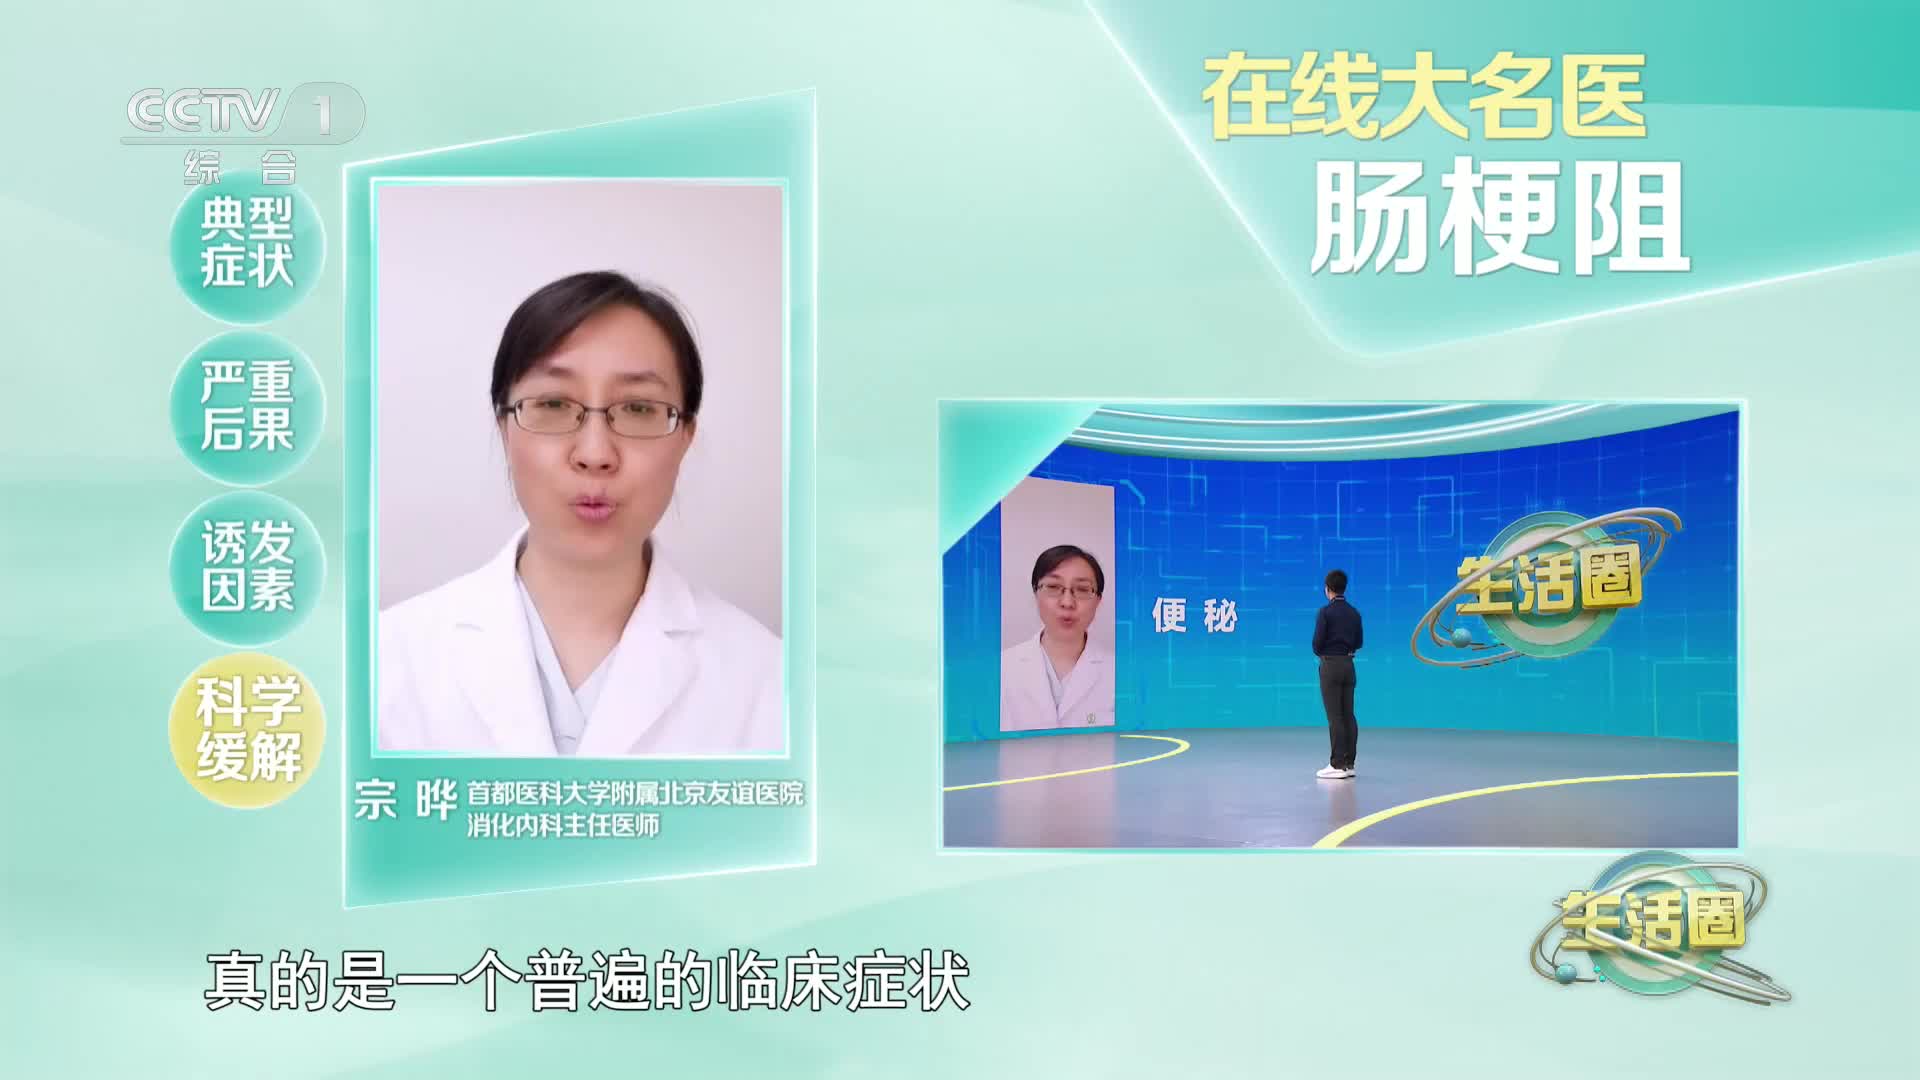 CCTV 1
综合
在线大名医
肠梗阻
典型
症状
严重
后果
诱发
因素
科学
缓解
宗晔
首都医科大学附属北京友谊医院
消化内科主任医师
便秘
生活圈
真的是一个普遍的临床症状
生活圈